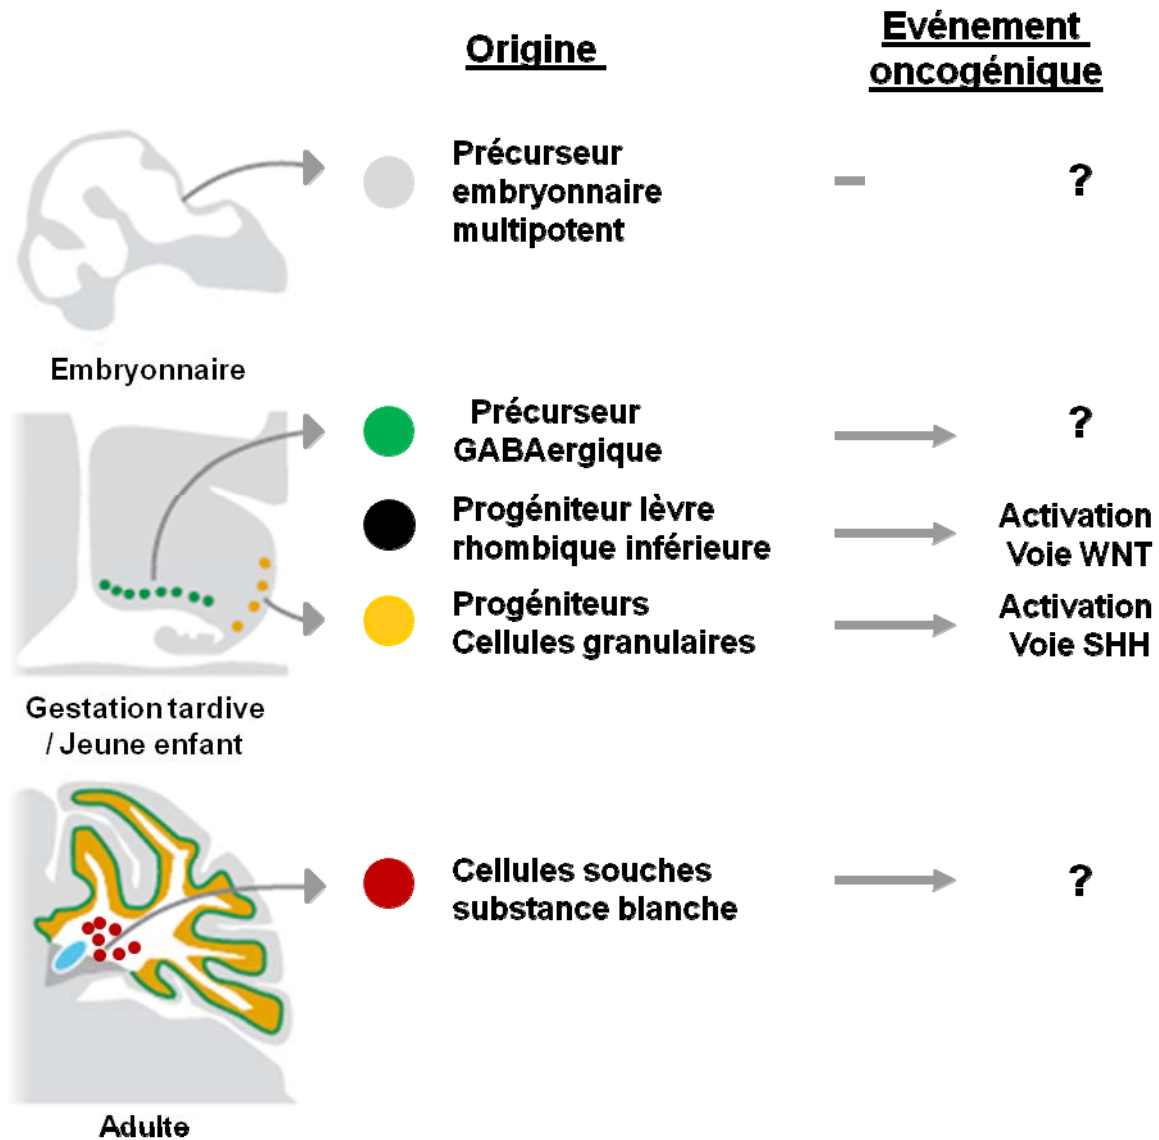 Origine
Evénement
oncogénique
Précurseur
embryonnaire
multipotent
?
Embryonnaire
Précurseur
GABAergique
?
Progéniteur lèvre
rhombique inférieure
Activation
Voie WNT
Progéniteurs
Cellules granulaires
Activation
Voie SHH
Gestation tardive
/ Jeune enfant
Cellules souches
substance blanche
?
Adulte